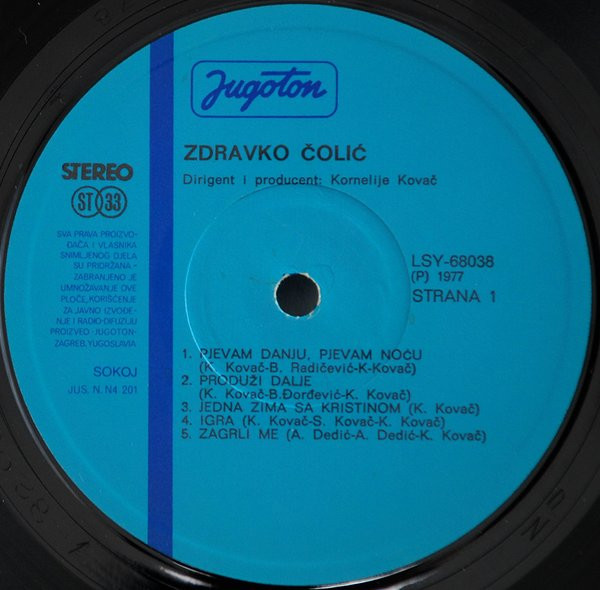 Jugoton
ZDRAVKO ČOLIĆ
Dirigent i producent: Kornelije Kovač
STEREO
ST 33
SVA PRAVA PROIZVO-
ĐAČA I VLASNIKA
SNIMLJENOG DJELA
SU PRIDRŽANA –
ZABRANJENO JE
UMNOŽAVANJE OVE
PLOČE, KORIŠĆENJE
ZA JAVNO IZVOĐE-
NJE I RADIO-DIFUZIJU
PROIZVED -JUGOTON-
ZAGREB, YUGOSLAVIA
SOKOJ
JUS. N. N4 201
LSY-68038
(P) 1977
STRANA 1
1. PJEVAM DANJU, PJEVAM NOĆU
(K. Kovač-B. Radičević-K-Kovač)
2. PRODUŽI DALJE
(K. Kovač-B.Đorđević-K. Kovač)
3. JEDNA ZIMA SA KRISTINOM (K. Kovač)
4. IGRA (K. Kovač-S. Kovač-K. Kovač)
5. ZAGRLI ME (A. Dedić-A. Dedić-K. Kovač)